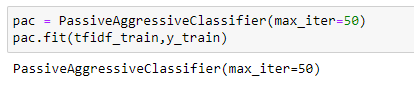 pac = PassiveAggressiveClassifier(max_iter=50)
pac.fit(tfidf_train,y_train)
PassiveAggressiveClassifier(max_iter=50)